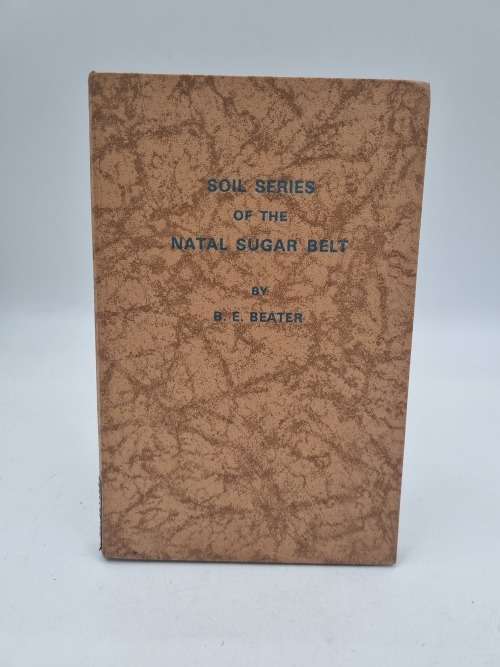 SOIL SERIES
OF THE
NATAL SUGAR BELT
BY
B. E. BEATER